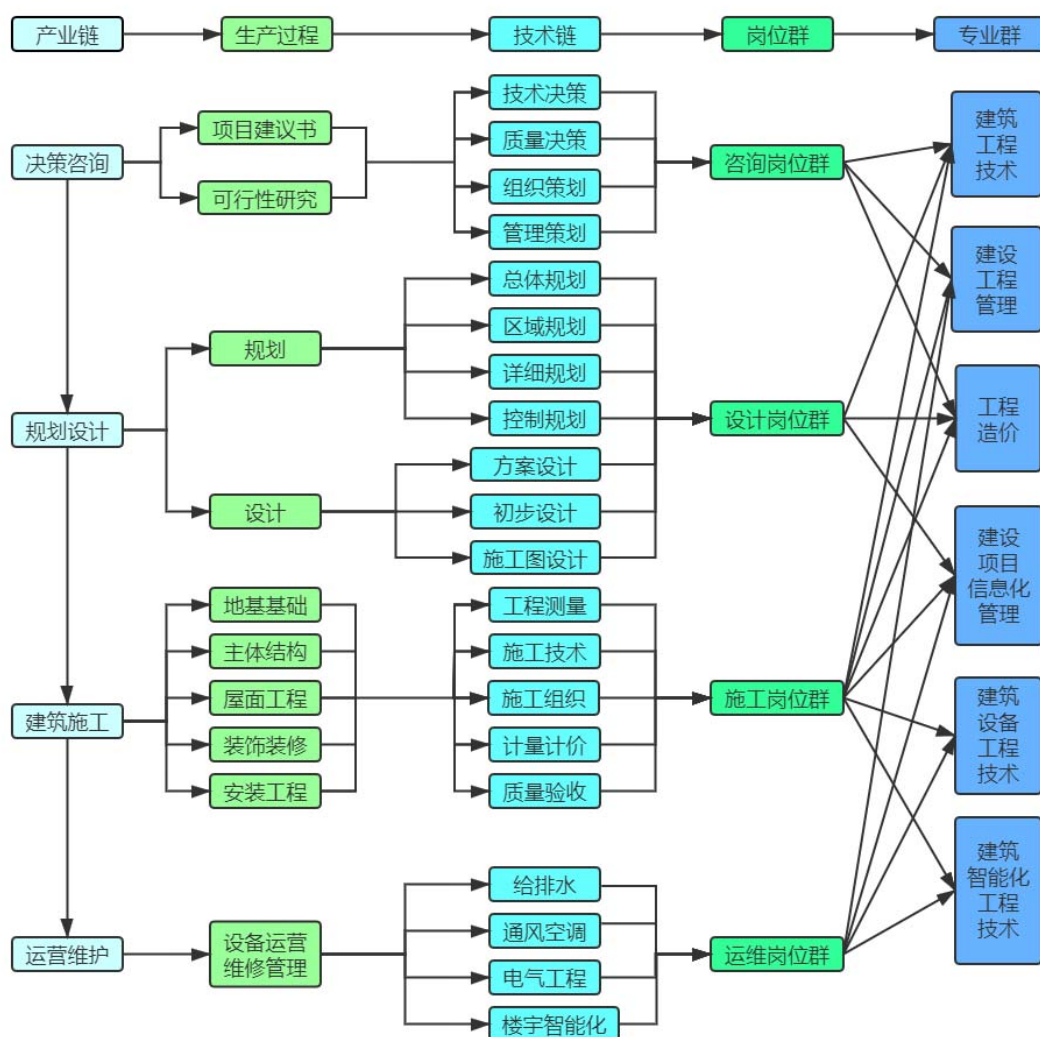 产业链
生产过程
技术链
岗位群
专业群
决策咨询
项目建议书
可行性研究
技术决策
质量决策
组织策划
管理策划
咨询岗位群
规划设计
规划
总体规划
区域规划
详细规划
控制规划
设计
方案设计
初步设计
施工图设计
设计岗位群
建筑施工
地基基础
主体结构
屋面工程
装饰装修
安装工程
工程测量
施工技术
施工组织
计量计价
质量验收
施工岗位群
运营维护
设备运营
维修管理
给排水
通风空调
电气工程
楼宇智能化
运维岗位群
建筑
工程
技术
建设
工程
管理
工程
造价
建设
项目
信息化
管理
建筑
设备
工程
技术
建筑
智能化
工程
技术